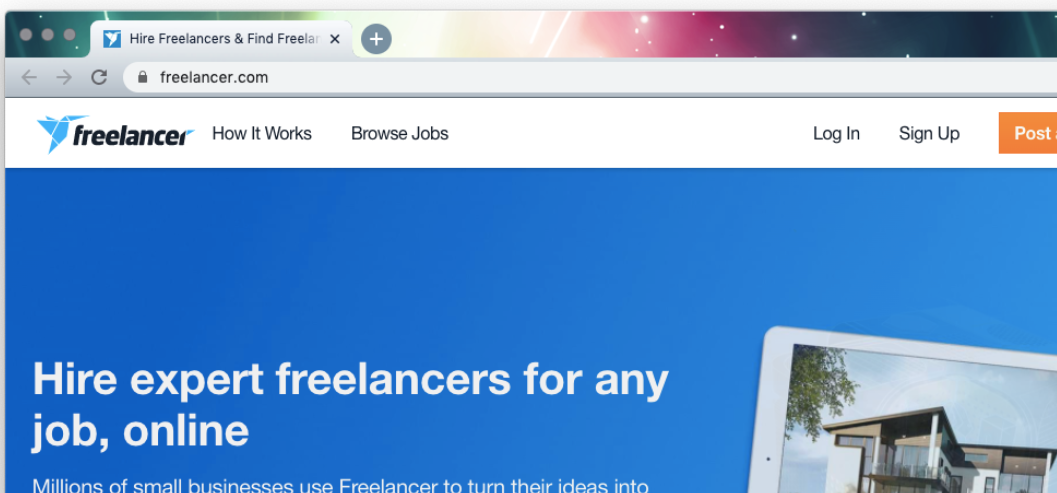 Hire Freelancers & Find Freelan
freelancer.com
freelancer How It Works Browse Jobs Log In Sign Up Post
Hire expert freelancers for any
job, online
Millions of small businesses use Freelancer to turn their ideas into